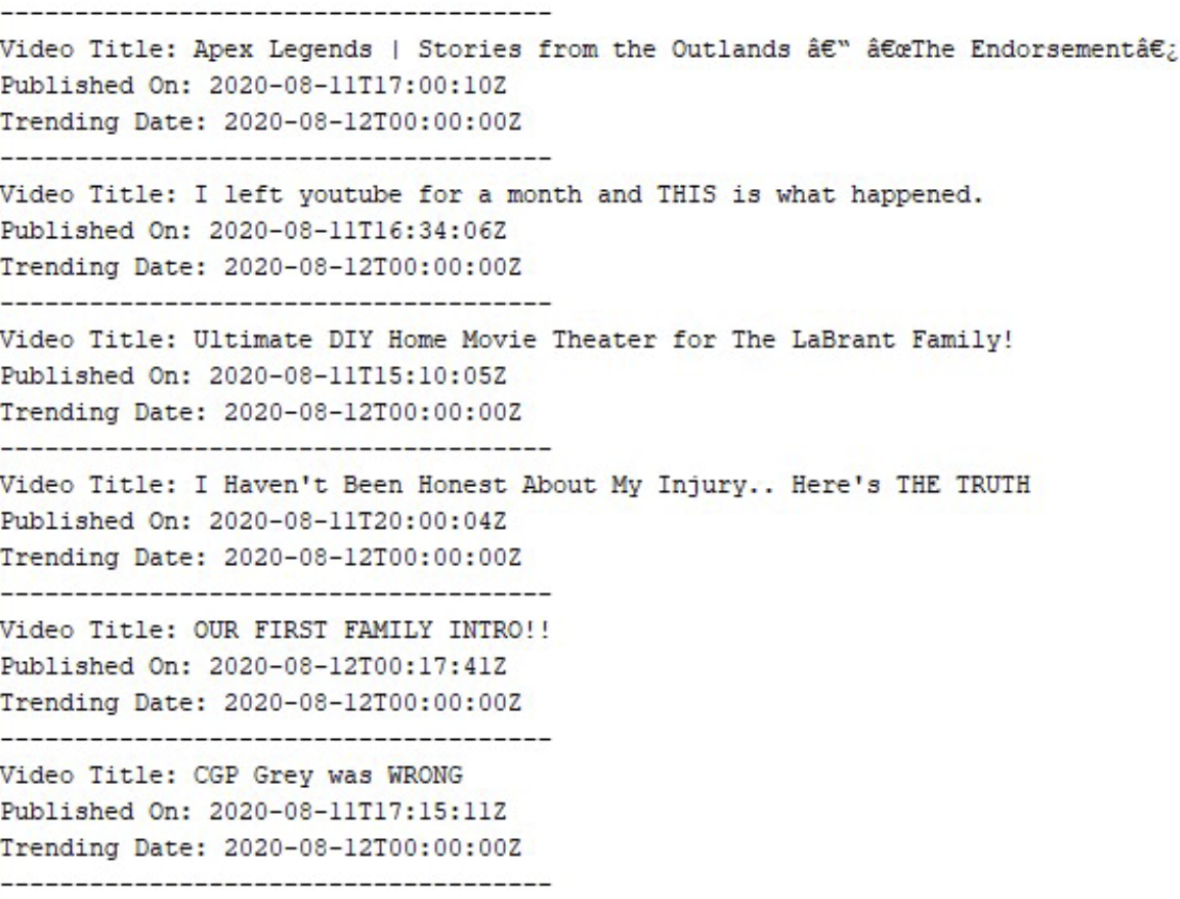 -------------------------------------
Video Title: Apex Legends | Stories from the Outlands â€“ â€œThe Endorsementâ€¿
Published On: 2020-08-11T17:00:10Z
Trending Date: 2020-08-12T00:00:00Z
-------------------------------------
Video Title: I left youtube for a month and THIS is what happened.
Published On: 2020-08-11T16:34:06Z
Trending Date: 2020-08-12T00:00:00Z
-------------------------------------
Video Title: Ultimate DIY Home Movie Theater for The LaBrant Family!
Published On: 2020-08-11T15:10:05Z
Trending Date: 2020-08-12T00:00:00Z
-------------------------------------
Video Title: I Haven't Been Honest About My Injury.. Here's THE TRUTH
Published On: 2020-08-11T20:00:04Z
Trending Date: 2020-08-12T00:00:00Z
-------------------------------------
Video Title: OUR FIRST FAMILY INTRO!!
Published On: 2020-08-12T00:17:41Z
Trending Date: 2020-08-12T00:00:00Z
-------------------------------------
Video Title: CGP Grey was WRONG
Published On: 2020-08-11T17:15:11Z
Trending Date: 2020-08-12T00:00:00Z
-------------------------------------